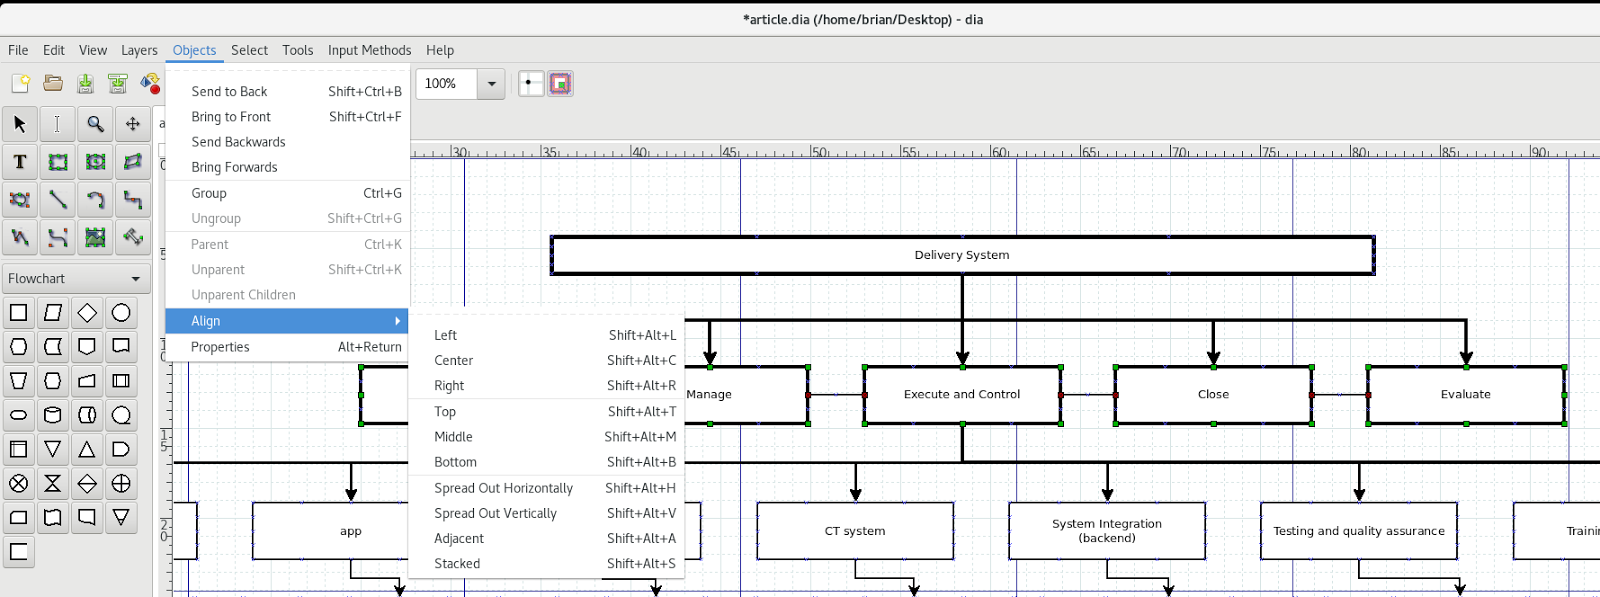 *article.dia (/home/brian/Desktop) - dia
File Edit View Layers Objects Select Tools Input Methods Help
100%
Send to Back Shift+Ctrl+B
Bring to Front Shift+Ctrl+F
Send Backwards
Bring Forwards
Group Ctrl+G
Ungroup Shift+Ctrl+G
Parent Ctrl+K
Unparent Shift+Ctrl+K
Unparent Children
Align
Properties Alt+Return
Left Shift+Alt+L
Center Shift+Alt+C
Right Shift+Alt+R
Top Shift+Alt+T
Middle Shift+Alt+M
Bottom Shift+Alt+B
Spread Out Horizontally Shift+Alt+H
Spread Out Vertically Shift+Alt+V
Adjacent Shift+Alt+A
Stacked Shift+Alt+S
T
Flowchart
30 35 40 45 50 55 60 65 70 75 80 85 90
Delivery System
Manage
Execute and Control
Close
Evaluate
app
CT system
System Integration
(backend)
Testing and quality assurance